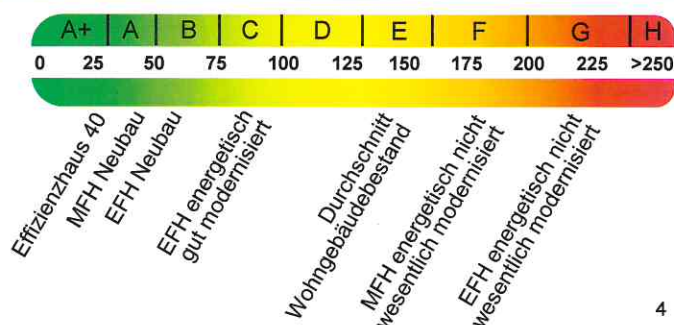 A+ A B C D E F G H
0 25 50 75 100 125 150 175 200 225 >250
Effizienzhaus 40
MFH Neubau
EFH Neubau
EFH energetisch
gut modernisiert
Durchschnitt
Wohngebäudebestand
MFH energetisch nicht
wesentlich modernisiert
EFH energetisch nicht
wesentlich modernisiert
4